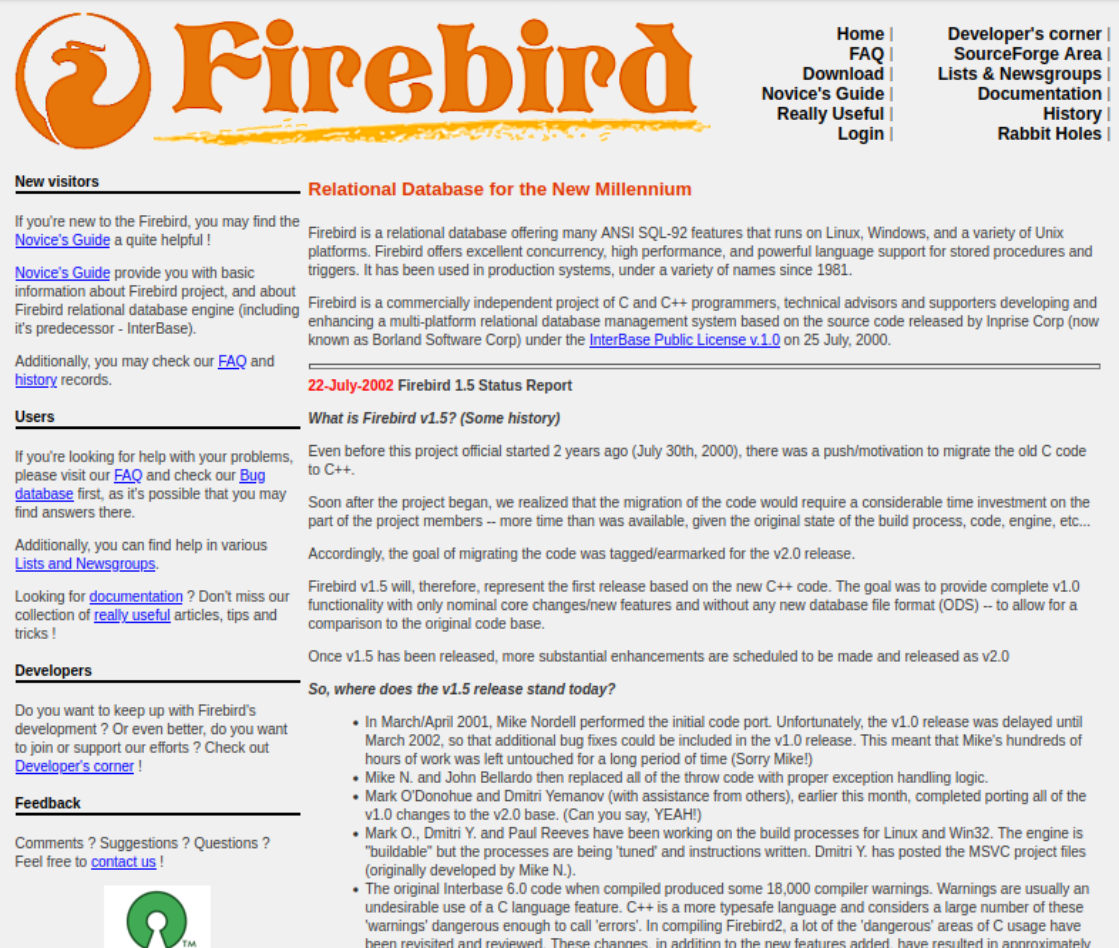 Firebird
Home |
FAQ |
Download |
Novice's Guide |
Really Useful |
Login |
Developer's corner |
SourceForge Area |
Lists & Newsgroups |
Documentation |
History |
Rabbit Holes |
New visitors
If you're new to the Firebird, you may find the
Novice's Guide a quite helpful !
Novice's Guide provide you with basic
information about Firebird project, and about
Firebird relational database engine (including
it's predecessor - InterBase).
Additionally, you may check our FAQ and
history records.
Users
If you're looking for help with your problems,
please visit our FAQ and check our Bug
database first, as it's possible that you may
find answers there.
Additionally, you can find help in various
Lists and Newsgroups.
Looking for documentation ? Don't miss our
collection of really useful articles, tips and
tricks !
Developers
Do you want to keep up with Firebird's
development ? Or even better, do you want
to join or support our efforts ? Check out
Developer's corner !
Feedback
Comments ? Suggestions ? Questions ?
Feel free to contact us !
TM
Relational Database for the New Millennium
Firebird is a relational database offering many ANSI SQL-92 features that runs on Linux, Windows, and a variety of Unix
platforms. Firebird offers excellent concurrency, high performance, and powerful language support for stored procedures and
triggers. It has been used in production systems, under a variety of names since 1981.
Firebird is a commercially independent project of C and C++ programmers, technical advisors and supporters developing and
enhancing a multi-platform relational database management system based on the source code released by Inprise Corp (now
known as Borland Software Corp) under the InterBase Public License v.1.0 on 25 July, 2000.
22-July-2002 Firebird 1.5 Status Report
What is Firebird v1.5? (Some history)
Even before this project official started 2 years ago (July 30th, 2000), there was a push/motivation to migrate the old C code
to C++.
Soon after the project began, we realized that the migration of the code would require a considerable time investment on the
part of the project members -- more time than was available, given the original state of the build process, code, engine, etc...
Accordingly, the goal of migrating the code was tagged/earmarked for the v2.0 release.
Firebird v1.5 will, therefore, represent the first release based on the new C++ code. The goal was to provide complete v1.0
functionality with only nominal core changes/new features and without any new database file format (ODS) -- to allow for a
comparison to the original code base.
Once v1.5 has been released, more substantial enhancements are scheduled to be made and released as v2.0
So, where does the v1.5 release stand today?
• In March/April 2001, Mike Nordell performed the initial code port. Unfortunately, the v1.0 release was delayed until
March 2002, so that additional bug fixes could be included in the v1.0 release. This meant that Mike's hundreds of
hours of work was left untouched for a long period of time (Sorry Mike!)
• Mike N. and John Bellardo then replaced all of the throw code with proper exception handling logic.
• Mark O'Donohue and Dmitri Yemanov (with assistance from others), earlier this month, completed porting all of the
v1.0 changes to the v2.0 base. (Can you say, YEAH!)
• Mark O., Dmitri Y. and Paul Reeves have been working on the build processes for Linux and Win32. The engine is
"buildable" but the processes are being 'tuned' and instructions written. Dmitri Y. has posted the MSVC project files
(originally developed by Mike N.).
• The original Interbase 6.0 code when compiled produced some 18,000 compiler warnings. Warnings are usually an
undesirable use of a C language feature. C++ is a more typesafe language and considers a large number of these
'warnings' dangerous enough to call 'errors'. In compiling Firebird2, a lot of the 'dangerous' areas of C usage have
been revisited and reviewed. These changes, in addition to the new features added, have resulted in approximately